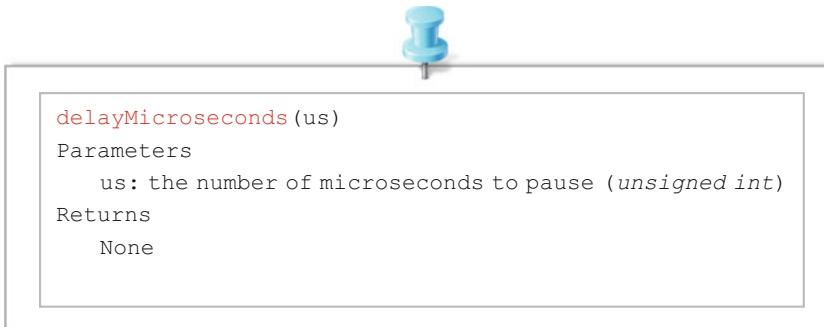 delayMicroseconds(us)
Parameters
us: the number of microseconds to pause (unsigned int)
Returns
None